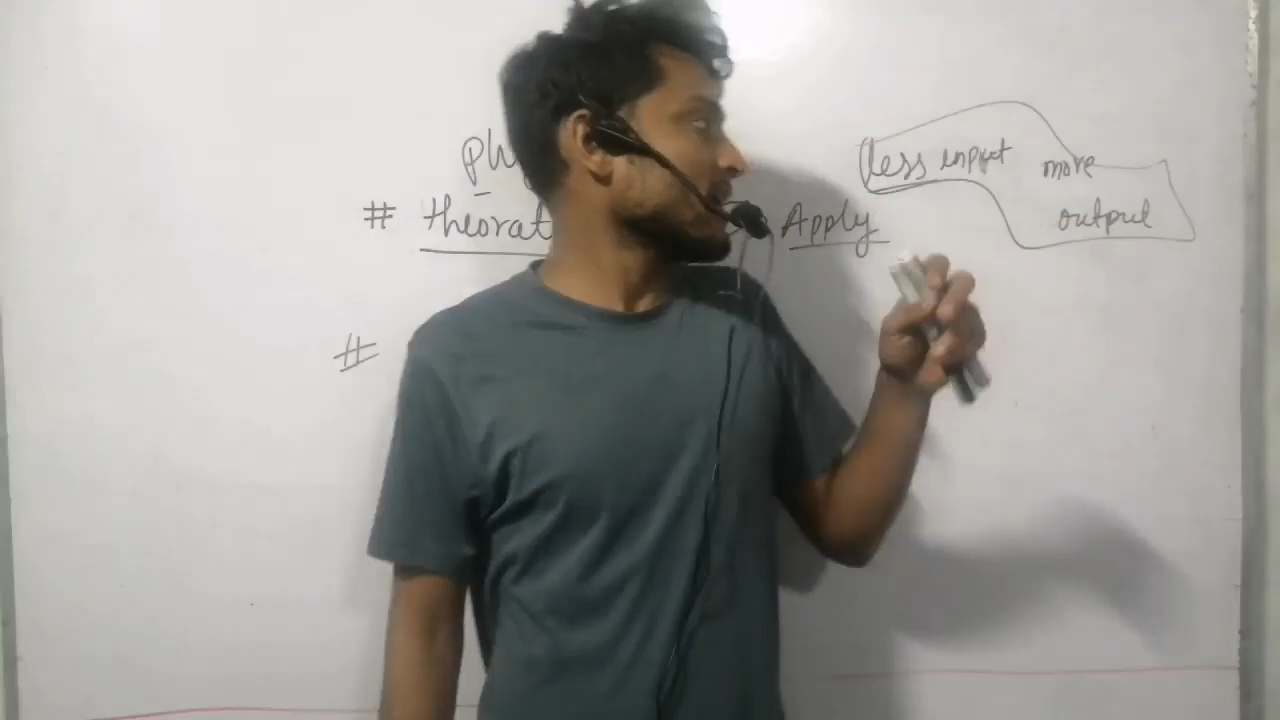 less input more
output
# theorat
Apply
#